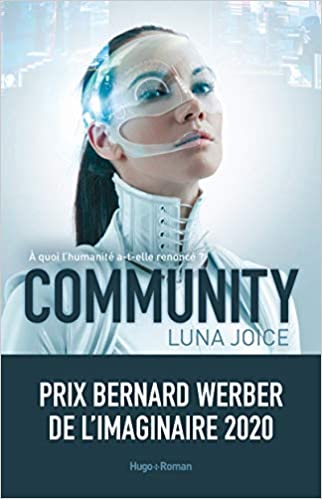 À quoi l'humanité a-t-elle renoncé ?
COMMUNITY
LUNA JOICE
PRIX BERNARD WERBER
DE L'IMAGINAIRE 2020
Hugo Roman